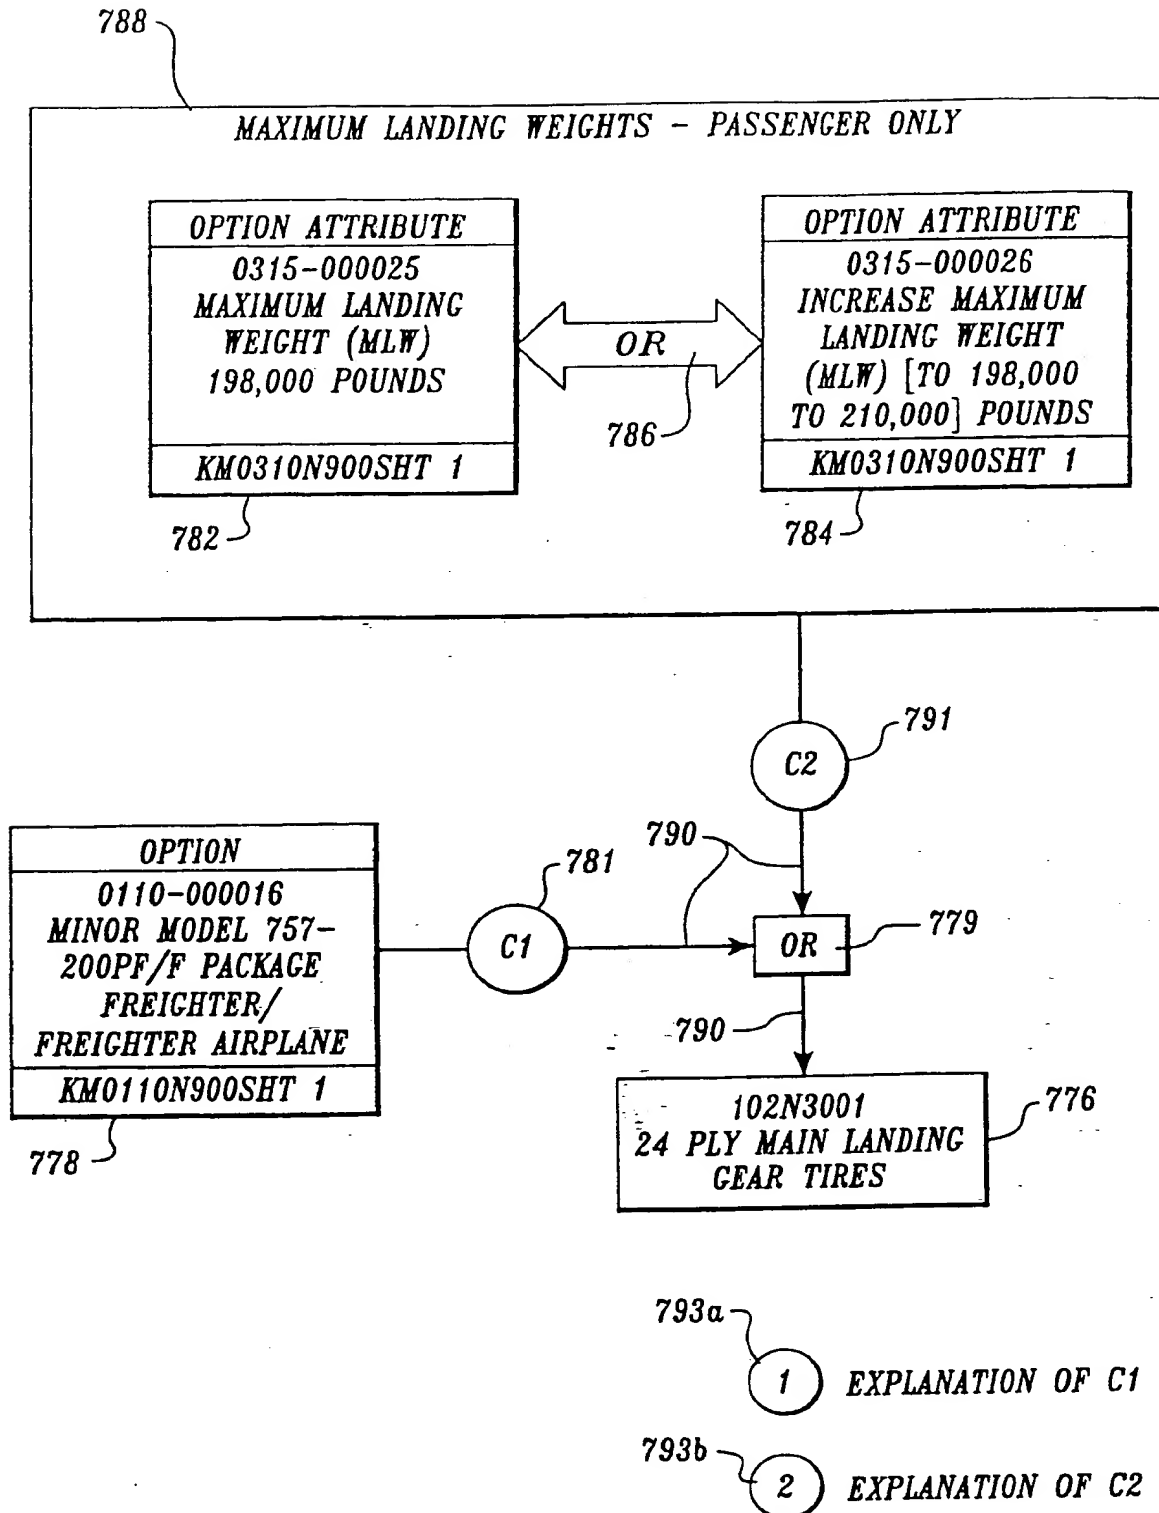 788
MAXIMUM LANDING WEIGHTS - PASSENGER ONLY
OPTION ATTRIBUTE
0315-000025
MAXIMUM LANDING
WEIGHT (MLW)
198,000 POUNDS
KM0310N900SHT 1
782
OR
786
OPTION ATTRIBUTE
0315-000026
INCREASE MAXIMUM
LANDING WEIGHT
(MLW) [TO 198,000
TO 210,000] POUNDS
KM0310N900SHT 1
784
C2
791
790
OPTION
0110-000016
MINOR MODEL 757-
200PF/F PACKAGE
FREIGHTER/
FREIGHTER AIRPLANE
KM0110N900SHT 1
778
C1
781
OR
779
790
102N3001
24 PLY MAIN LANDING
GEAR TIRES
776
793a
1 EXPLANATION OF C1
793b
2 EXPLANATION OF C2